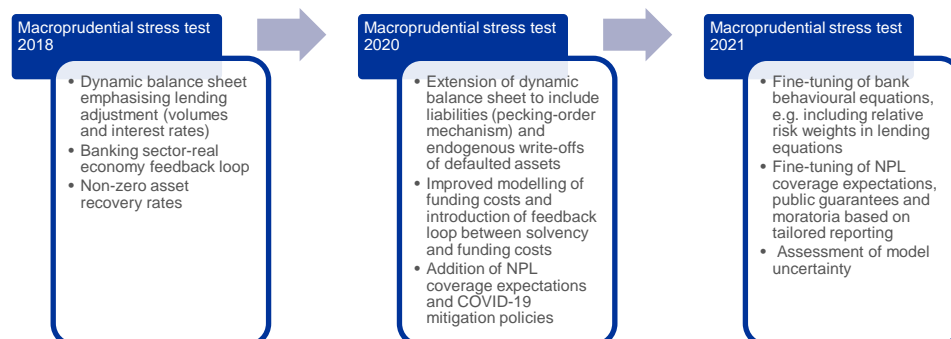 Macroprudential stress test
2018
• Dynamic balance sheet
emphasising lending
adjustment (volumes
and interest rates)
• Banking sector-real
economy feedback loop
• Non-zero asset
recovery rates
Macroprudential stress test
2020
• Extension of dynamic
balance sheet to include
liabilities (pecking-order
mechanism) and
endogenous write-offs
of defaulted assets
• Improved modelling of
funding costs and
introduction of feedback
loop between solvency
and funding costs
• Addition of NPL
coverage expectations
and COVID-19
mitigation policies
Macroprudential stress test
2021
• Fine-tuning of bank
behavioural equations,
e.g. including relative
risk weights in lending
equations
• Fine-tuning of NPL
coverage expectations,
public guarantees and
moratoria based on
tailored reporting
• Assessment of model
uncertainty